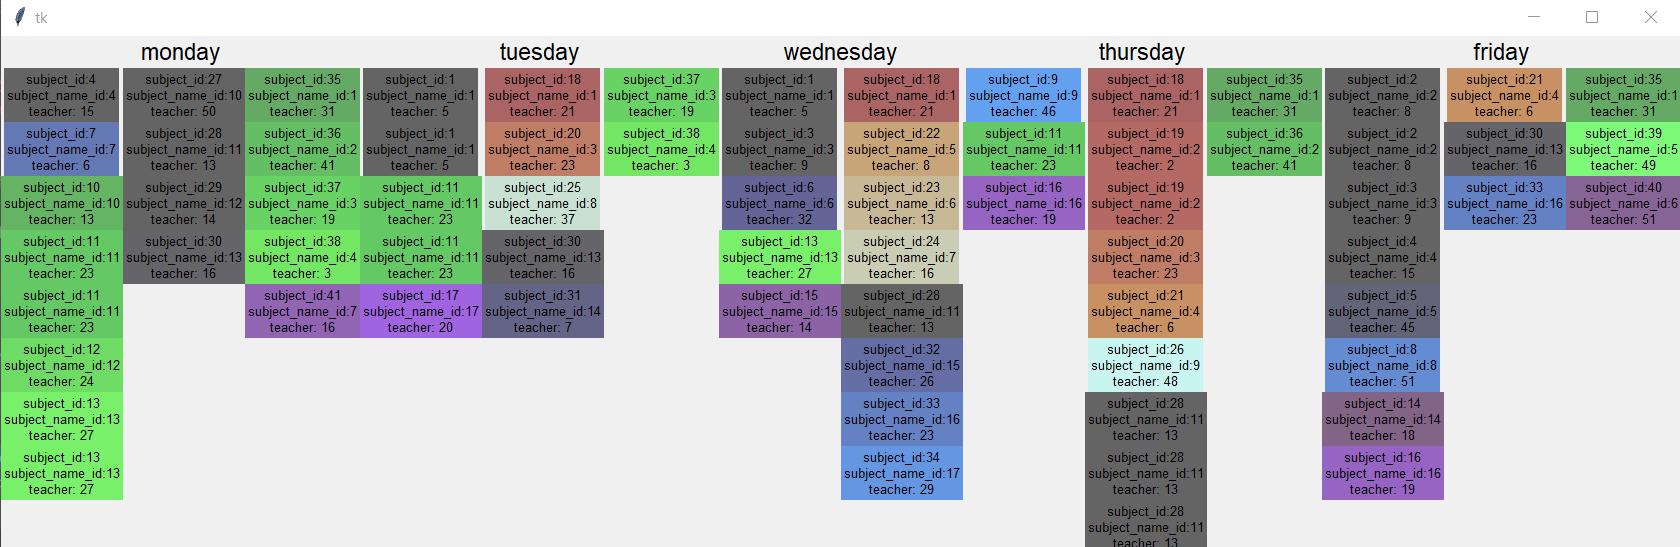 tk
monday
subject_id:4
subject_name_id:4
teacher: 15
subject_id:7
subject_name_id:7
teacher: 6
subject_id:10
subject_name_id:10
teacher: 13
subject_id:11
subject_name_id:11
teacher: 23
subject_id:11
subject_name_id:11
teacher: 23
subject_id:12
subject_name_id:12
teacher: 24
subject_id:13
subject_name_id:13
teacher: 27
subject_id:13
subject_name_id:13
teacher: 27
subject_id:27
subject_name_id:10
teacher: 50
subject_id:28
subject_name_id:11
teacher: 13
subject_id:29
subject_name_id:12
teacher: 14
subject_id:30
subject_name_id:13
teacher: 16
subject_id:35
subject_name_id:1
teacher: 31
subject_id:36
subject_name_id:2
teacher: 41
subject_id:37
subject_name_id:3
teacher: 19
subject_id:38
subject_name_id:4
teacher: 3
subject_id:41
subject_name_id:7
teacher: 16
tuesday
subject_id:1
subject_name_id:1
teacher: 5
subject_id:1
subject_name_id:1
teacher: 5
subject_id:11
subject_name_id:11
teacher: 23
subject_id:11
subject_name_id:11
teacher: 23
subject_id:17
subject_name_id:17
teacher: 20
subject_id:18
subject_name_id:1
teacher: 21
subject_id:20
subject_name_id:3
teacher: 23
subject_id:25
subject_name_id:8
teacher: 37
subject_id:30
subject_name_id:13
teacher: 16
subject_id:31
subject_name_id:14
teacher: 7
subject_id:37
subject_name_id:3
teacher: 19
subject_id:38
subject_name_id:4
teacher: 3
wednesday
subject_id:1
subject_name_id:1
teacher: 5
subject_id:3
subject_name_id:3
teacher: 9
subject_id:6
subject_name_id:6
teacher: 32
subject_id:13
subject_name_id:13
teacher: 27
subject_id:15
subject_name_id:15
teacher: 14
subject_id:18
subject_name_id:1
teacher: 21
subject_id:22
subject_name_id:5
teacher: 8
subject_id:23
subject_name_id:6
teacher: 13
subject_id:24
subject_name_id:7
teacher: 16
subject_id:28
subject_name_id:11
teacher: 13
subject_id:32
subject_name_id:15
teacher: 26
subject_id:33
subject_name_id:16
teacher: 23
subject_id:34
subject_name_id:17
teacher: 29
thursday
subject_id:9
subject_name_id:9
teacher: 46
subject_id:11
subject_name_id:11
teacher: 23
subject_id:16
subject_name_id:16
teacher: 19
subject_id:18
subject_name_id:1
teacher: 21
subject_id:19
subject_name_id:2
teacher: 2
subject_id:19
subject_name_id:2
teacher: 2
subject_id:20
subject_name_id:3
teacher: 23
subject_id:21
subject_name_id:4
teacher: 6
subject_id:26
subject_name_id:9
teacher: 48
subject_id:28
subject_name_id:11
teacher: 13
subject_id:28
subject_name_id:11
teacher: 13
subject_id:28
subject_name_id:11
teacher: 13
subject_id:35
subject_name_id:1
teacher: 31
subject_id:36
subject_name_id:2
teacher: 41
friday
subject_id:2
subject_name_id:2
teacher: 8
subject_id:2
subject_name_id:2
teacher: 8
subject_id:3
subject_name_id:3
teacher: 9
subject_id:4
subject_name_id:4
teacher: 15
subject_id:5
subject_name_id:5
teacher: 45
subject_id:8
subject_name_id:8
teacher: 51
subject_id:14
subject_name_id:14
teacher: 18
subject_id:16
subject_name_id:16
teacher: 19
subject_id:21
subject_name_id:4
teacher: 6
subject_id:30
subject_name_id:13
teacher: 16
subject_id:33
subject_name_id:16
teacher: 23
subject_id:35
subject_name_id:1
teacher: 31
subject_id:39
subject_name_id:5
teacher: 49
subject_id:40
subject_name_id:6
teacher: 51